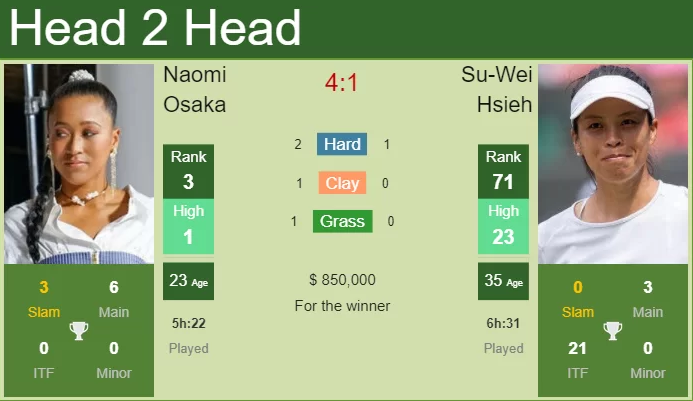 Head 2 Head
Naomi
Osaka
4:1
Su-Wei
Hsieh
2 Hard 1
1 Clay 0
1 Grass 0
Rank
3
High
1
23 Age
5h:22
Played
$ 850,000
For the winner
Rank
71
High
23
35 Age
6h:31
Played
3 6
Slam Main
0 0
ITF Minor
0 3
Slam Main
21 0
ITF Minor